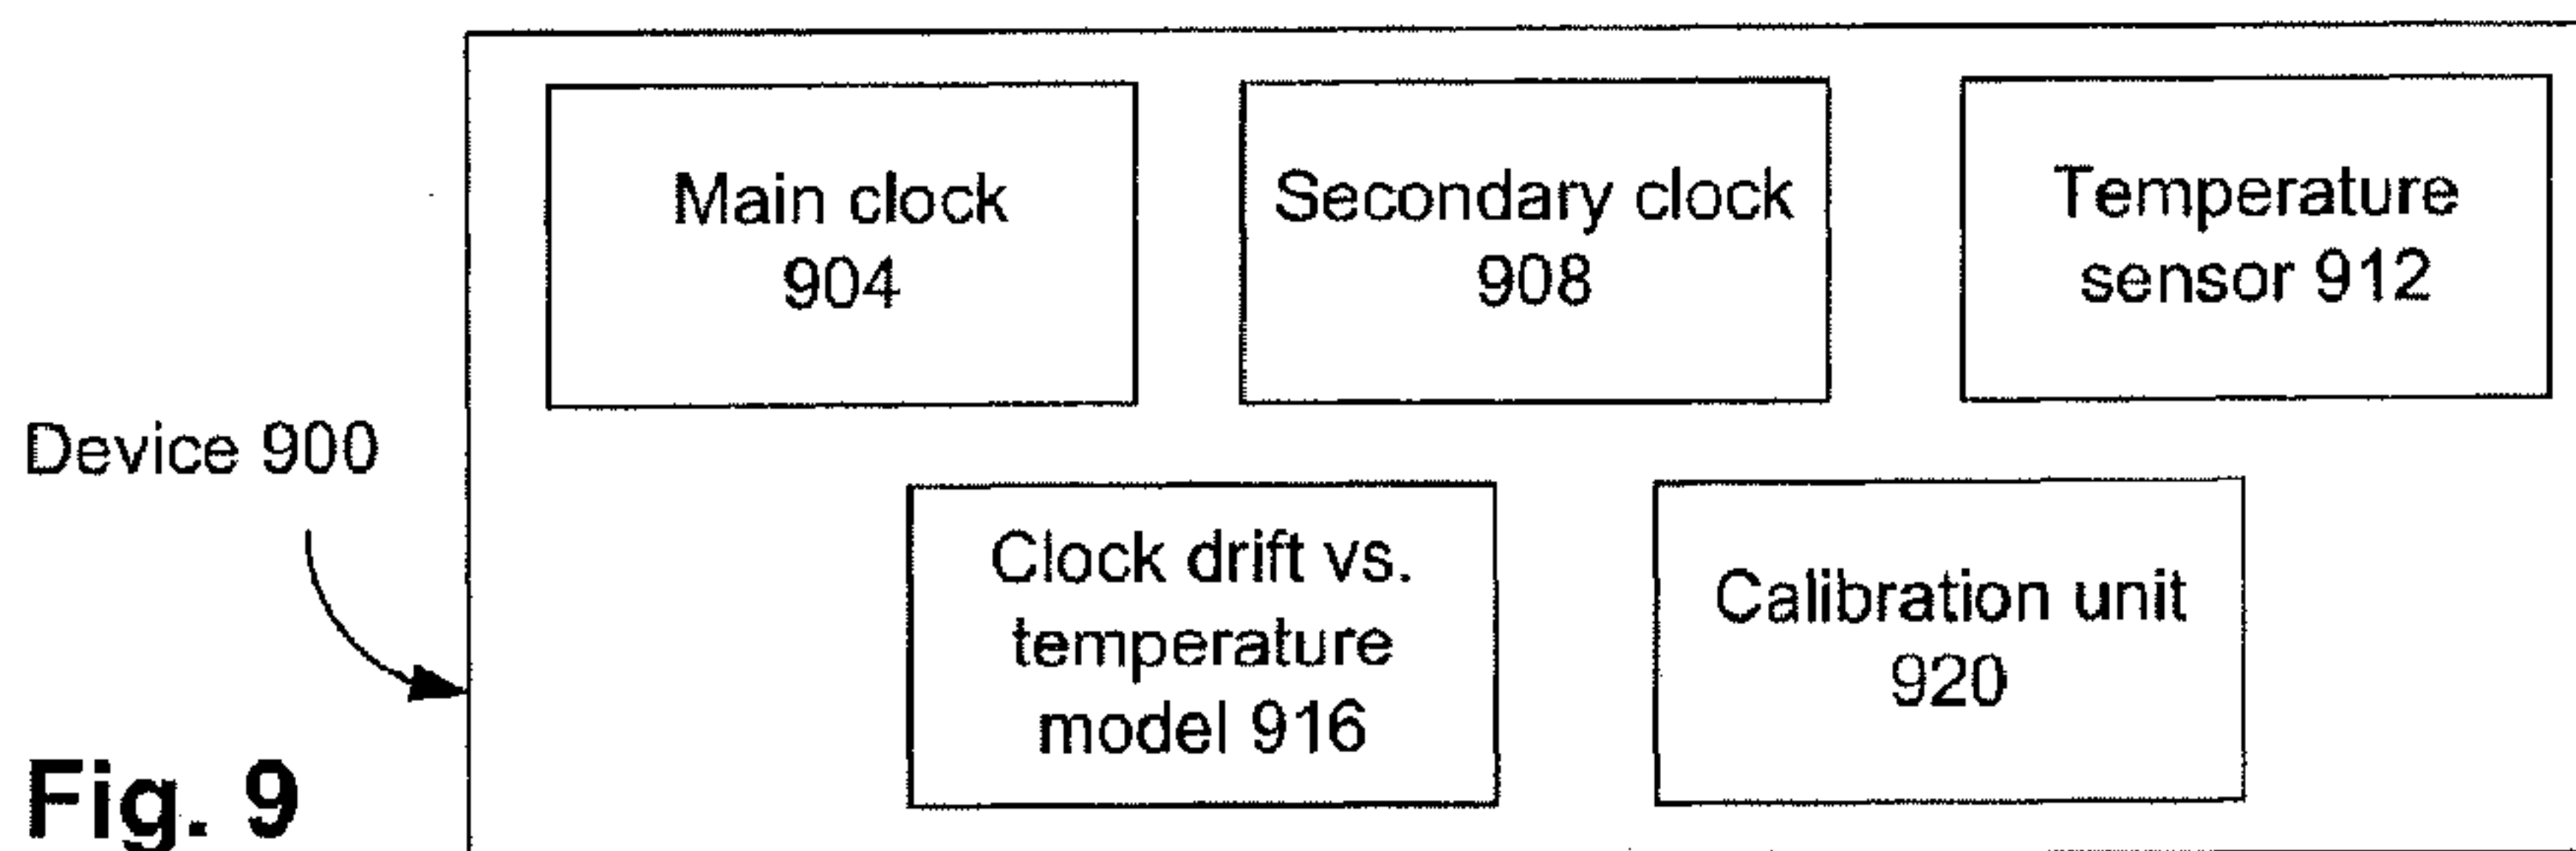 Main clock
904
Secondary clock
908
Temperature
sensor 912
Device 900
Clock drift vs.
temperature
model 916
Calibration unit
920
Fig. 9